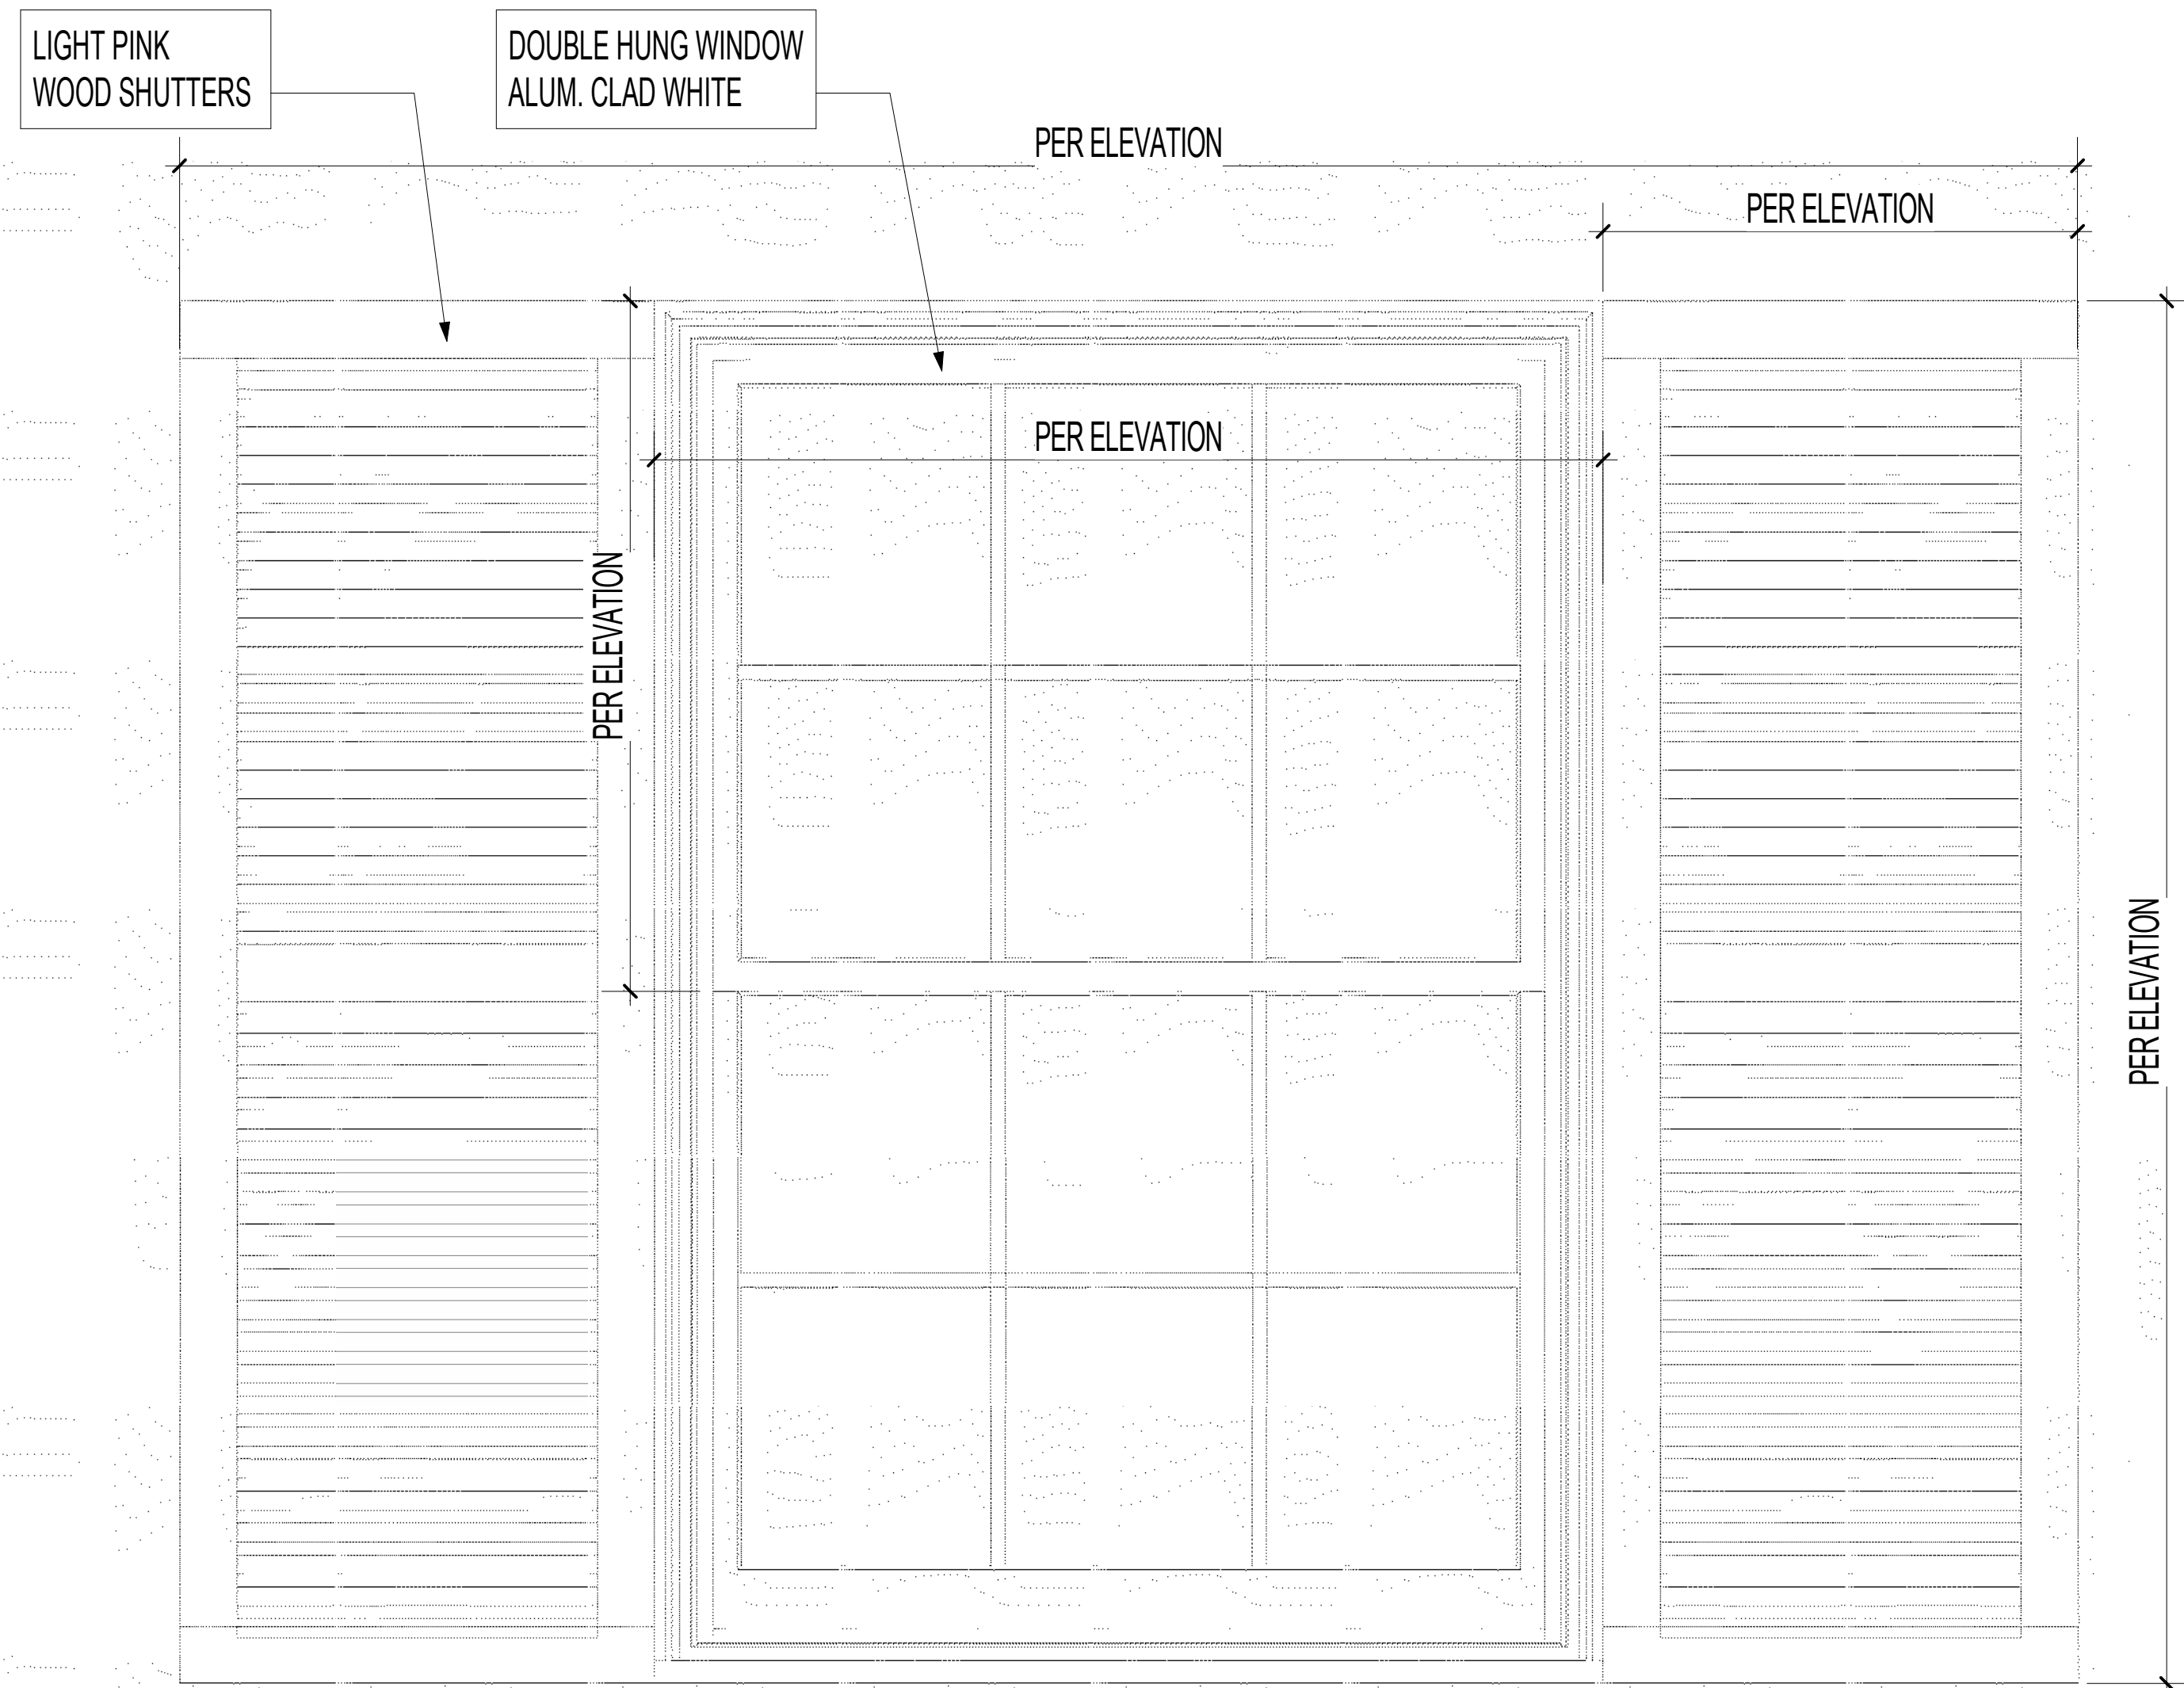 LIGHT PINK
WOOD SHUTTERS
DOUBLE HUNG WINDOW
ALUM. CLAD WHITE
PER ELEVATION
PER ELEVATION
PER ELEVATION
PER ELEVATION
PER ELEVATION